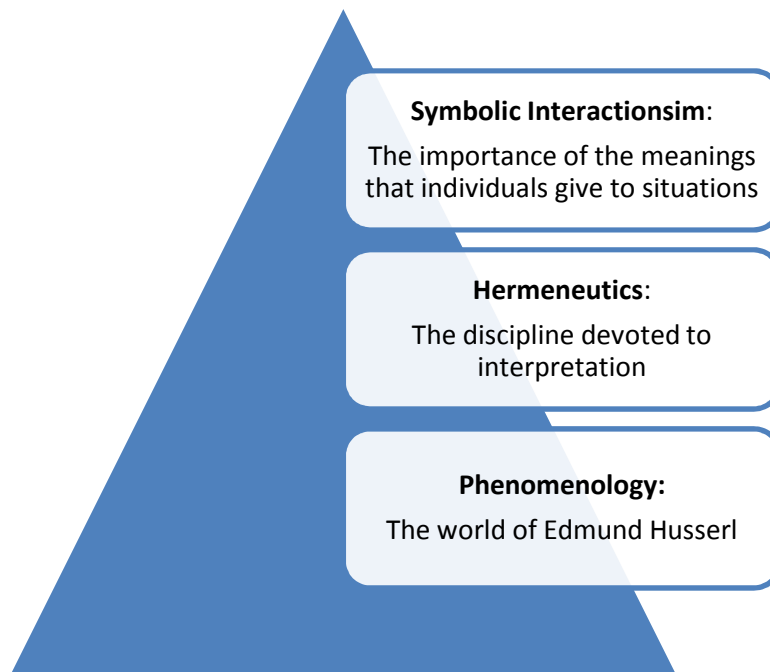 Symbolic Interactionsim:
The importance of the meanings
that individuals give to situations
Hermeneutics:
The discipline devoted to
interpretation
Phenomenology:
The world of Edmund Husserl